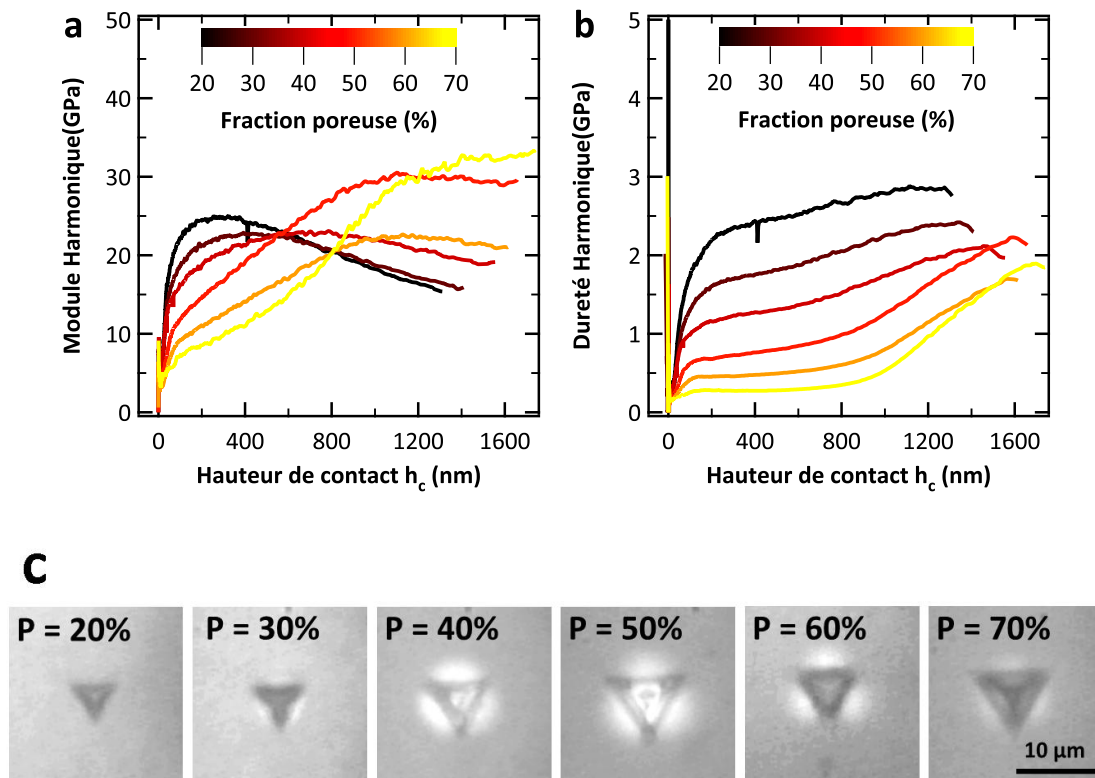 a
b
50
40
30
20
10
0
Module Harmonique(GPa)
20 30 40 50 60 70
Fraction poreuse (%)
0 400 800 1200 1600
Hauteur de contact hc (nm)
5
4
3
2
1
0
Dureté Harmonique(GPa)
20 30 40 50 60 70
Fraction poreuse (%)
0 400 800 1200 1600
Hauteur de contact hc (nm)
c
P = 20%
P = 30%
P = 40%
P = 50%
P = 60%
P = 70%
10 µm